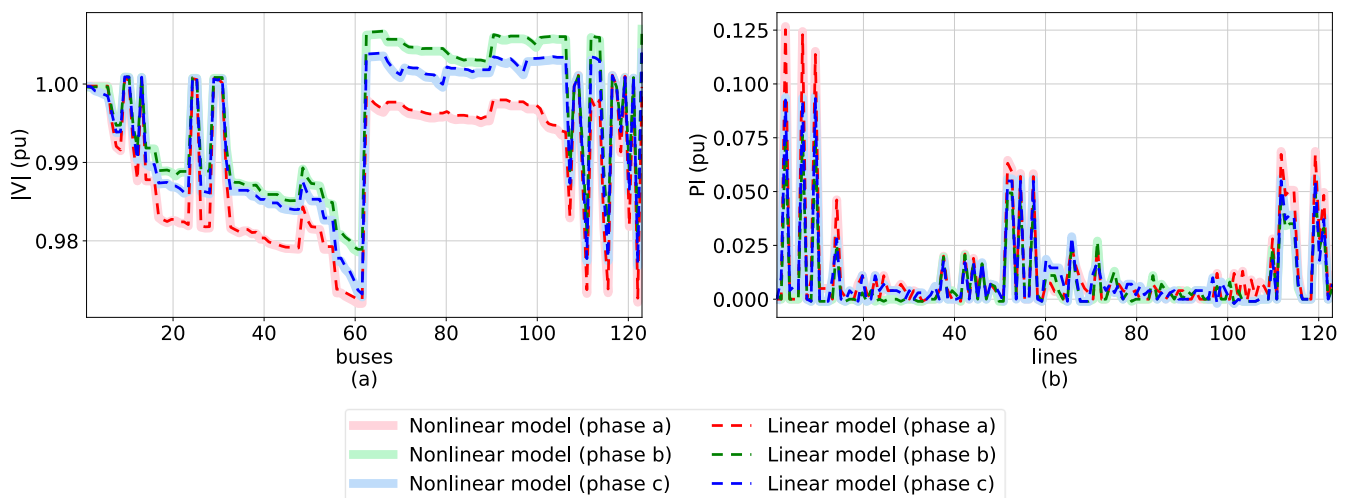 |V| (pu)
1.00
0.99
0.98
20 40 60 80 100 120
buses
(a)
P| (pu)
0.125
0.100
0.075
0.050
0.025
0.000
20 40 60 80 100 120
lines
(b)
Nonlinear model (phase a) Linear model (phase a)
Nonlinear model (phase b) Linear model (phase b)
Nonlinear model (phase c) Linear model (phase c)